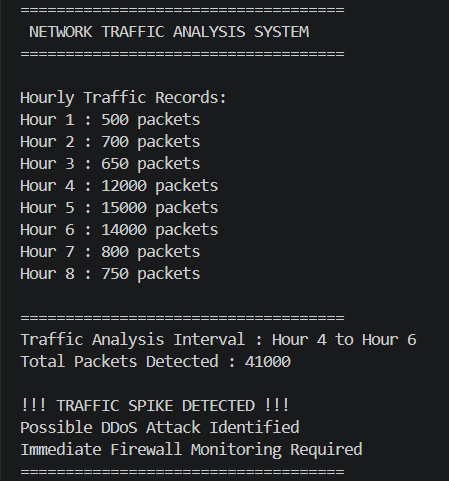 ====================================
NETWORK TRAFFIC ANALYSIS SYSTEM
====================================
Hourly Traffic Records:
Hour 1 : 500 packets
Hour 2 : 700 packets
Hour 3 : 650 packets
Hour 4 : 12000 packets
Hour 5 : 15000 packets
Hour 6 : 14000 packets
Hour 7 : 800 packets
Hour 8 : 750 packets
====================================
Traffic Analysis Interval : Hour 4 to Hour 6
Total Packets Detected : 41000
!!! TRAFFIC SPIKE DETECTED !!!
Possible DDoS Attack Identified
Immediate Firewall Monitoring Required
====================================